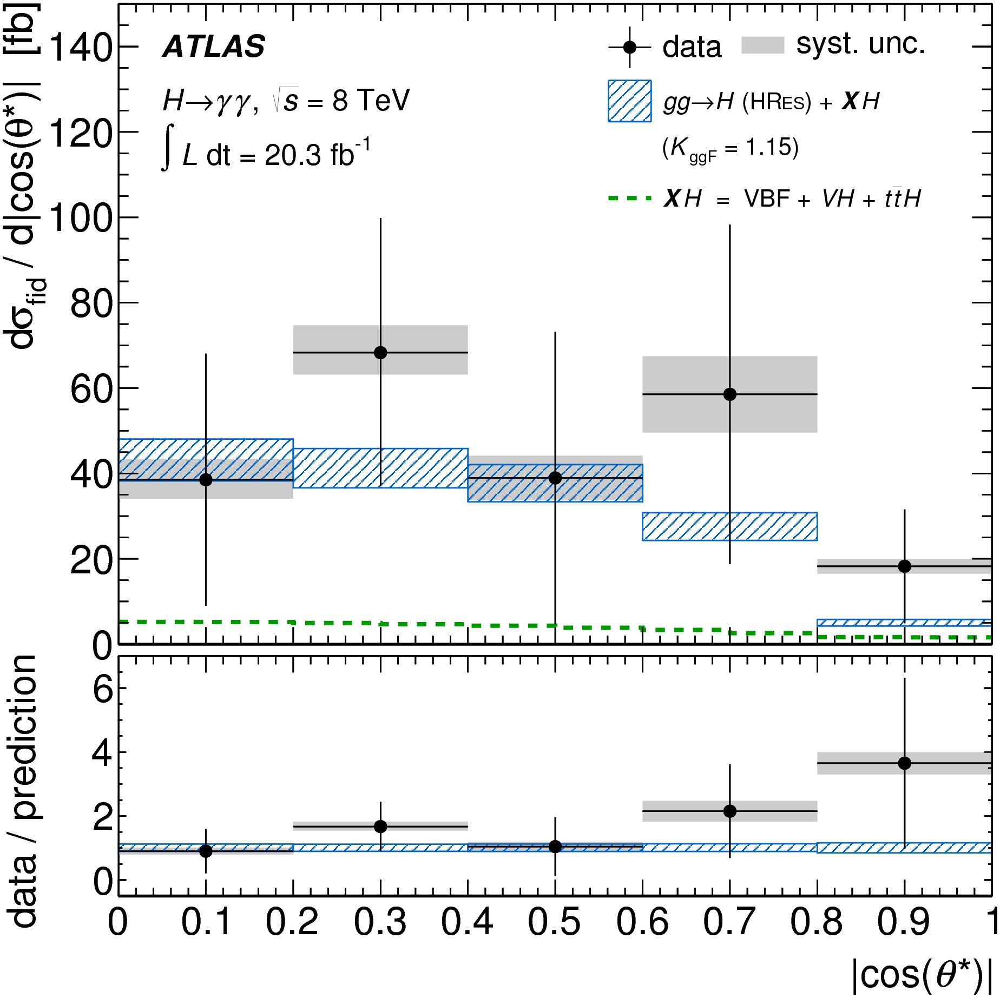 dσfid / d|cos(θ*)| [fb]
140
120
100
80
60
40
20
0
ATLAS
H→γγ, √s = 8 TeV
∫ L dt = 20.3 fb-1
data syst. unc.
gg→H (HRES) + XH
(KggF = 1.15)
XH = VBF + VH + tt̄H
data / prediction
6
4
2
0
0 0.1 0.2 0.3 0.4 0.5 0.6 0.7 0.8 0.9 1
|cos(θ*)|